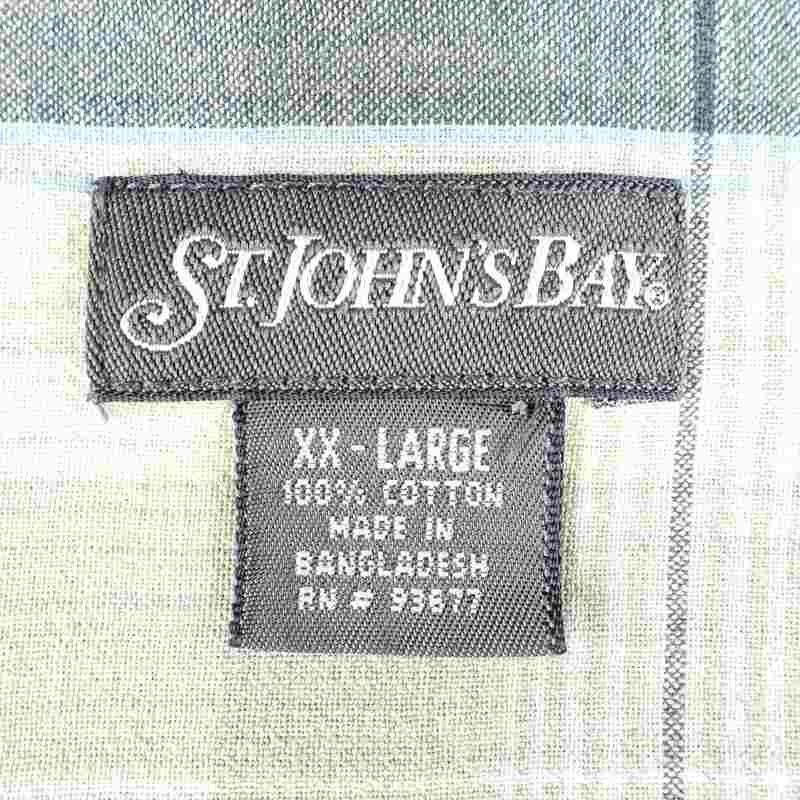 ST. JOHN'S BAY®
XX-LARGE
100% COTTON
MADE IN
BANGLADESH
RN # 93677